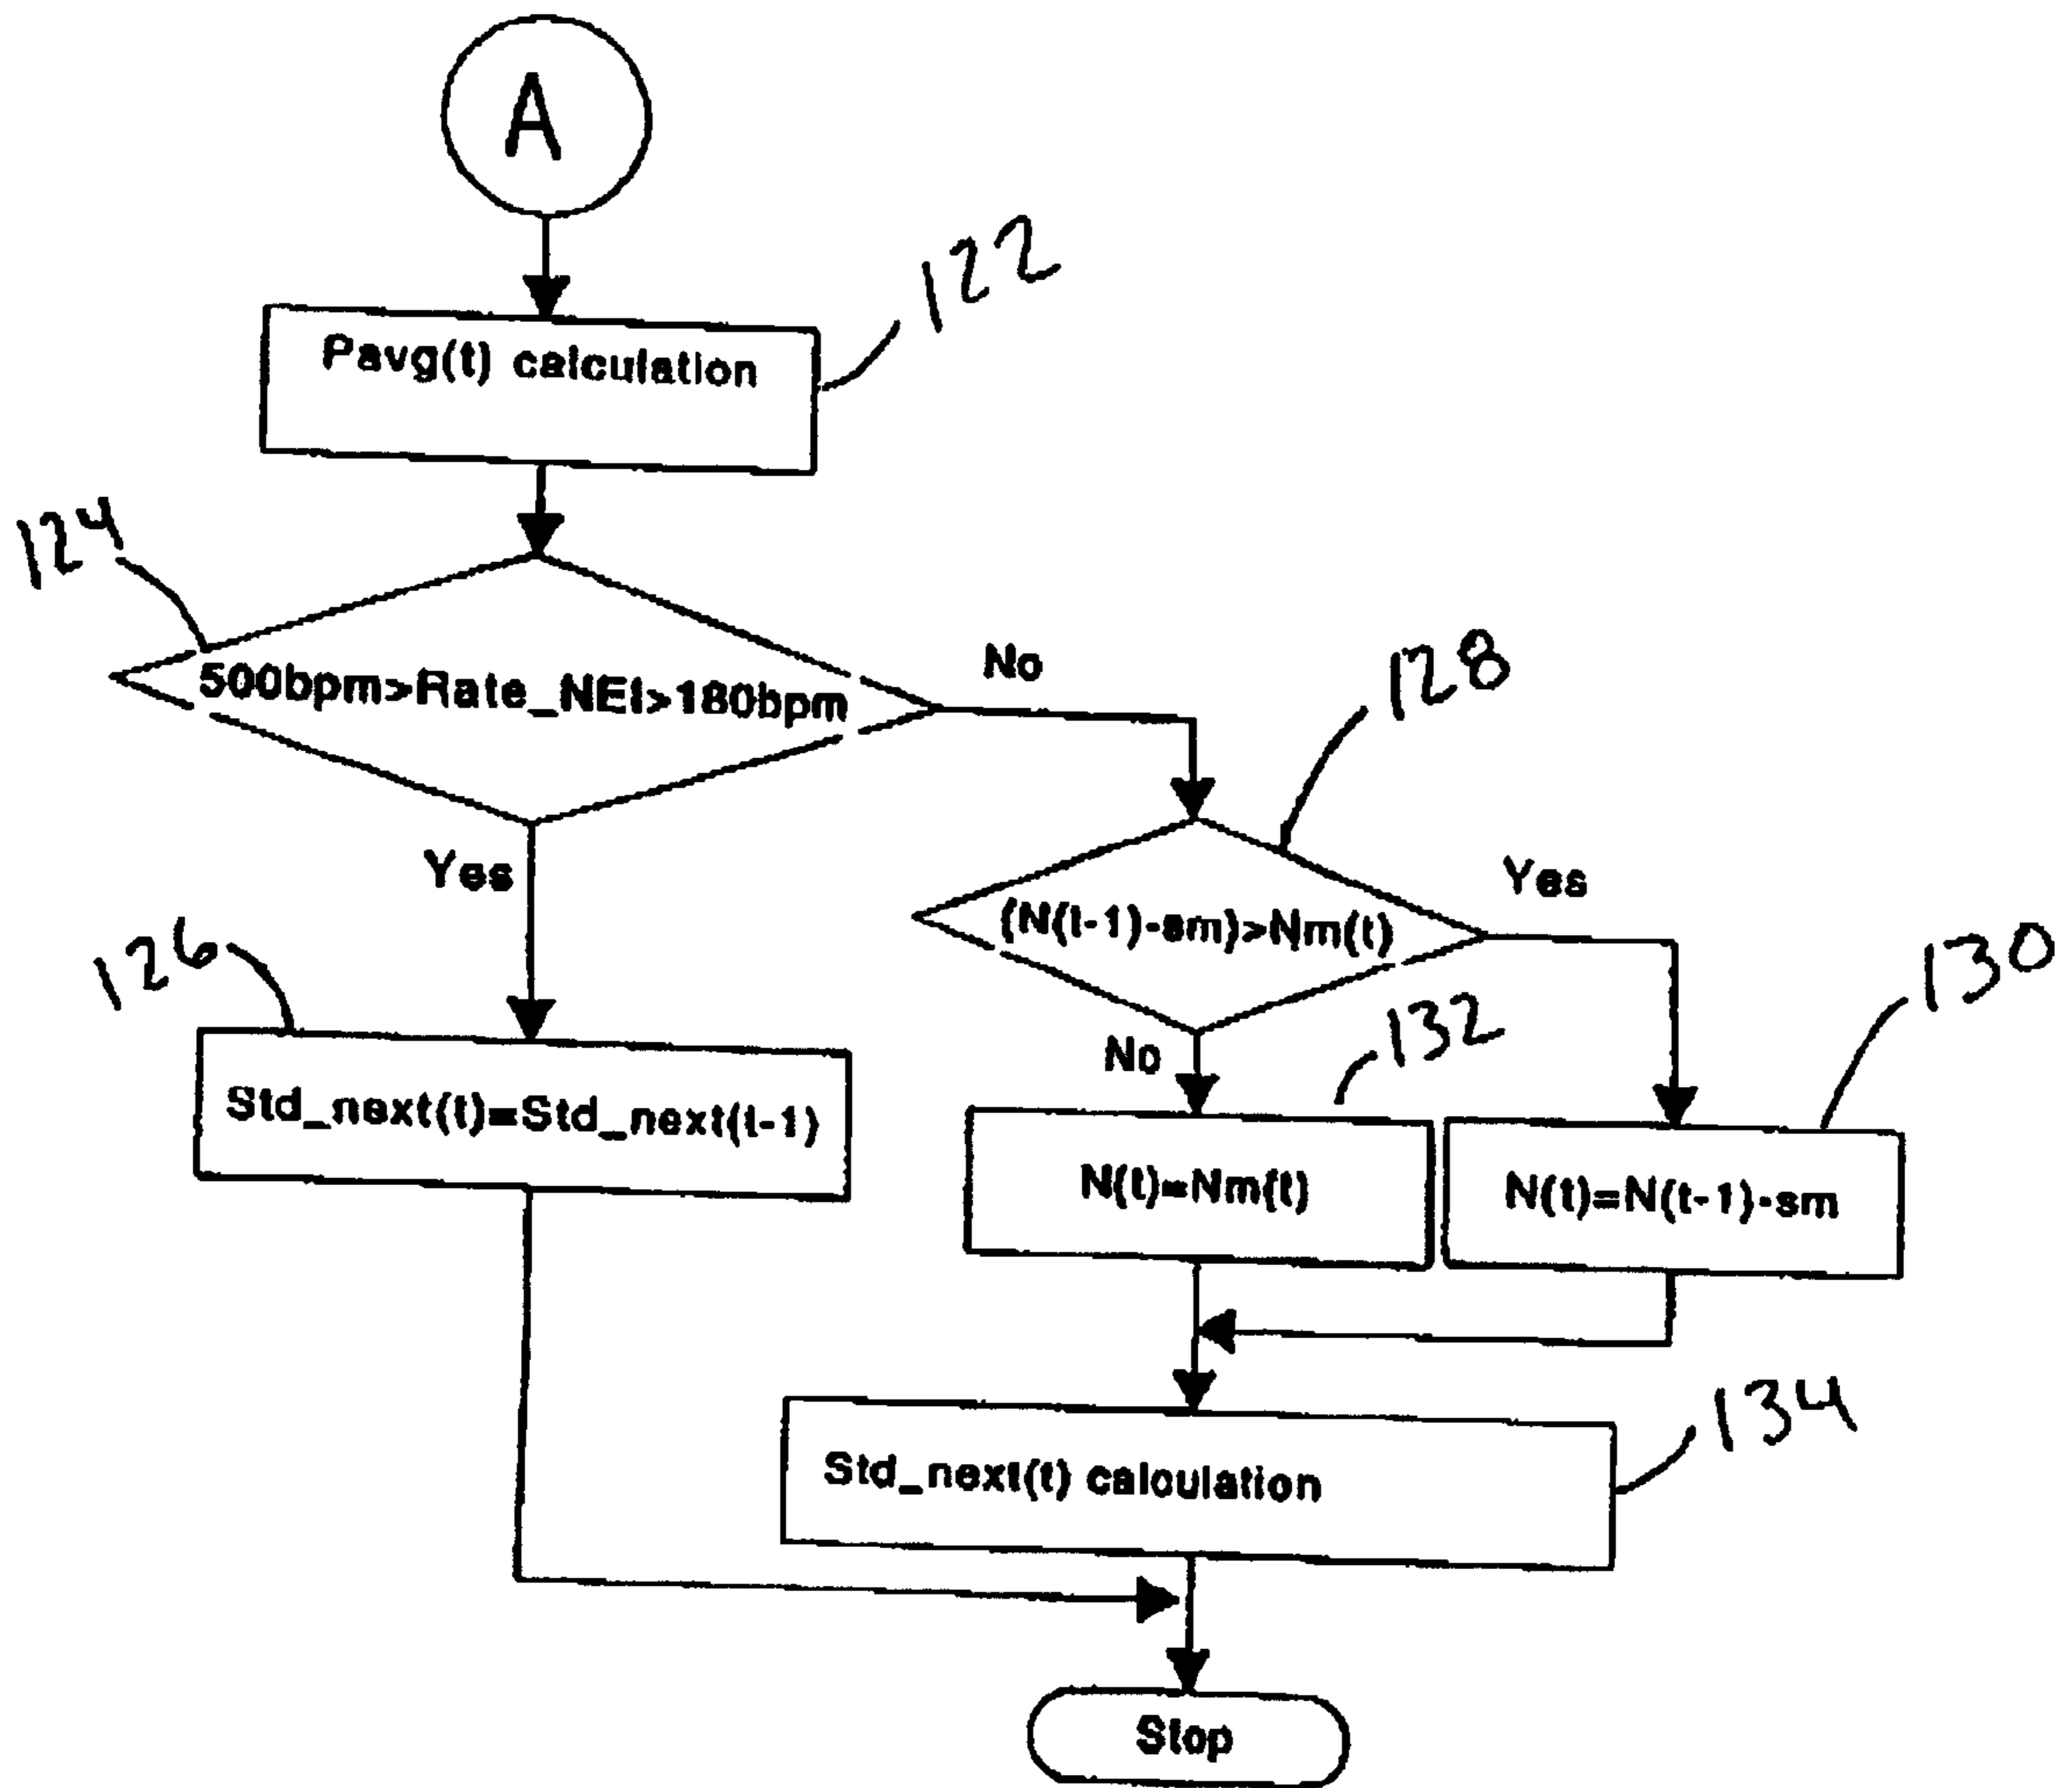 A
122
Pavg(t) calculation
124
500bpm>Rate_NEI>180bpm
No
128
Yes
(N(t-1)-sm)>Nm(t)
Yes
126
130
132
No
Std_next(t)=Std_next(t-1)
N(t)=Nm(t)
N(t)=N(t-1)-sm
134
Std_next(t) calculation
Stop